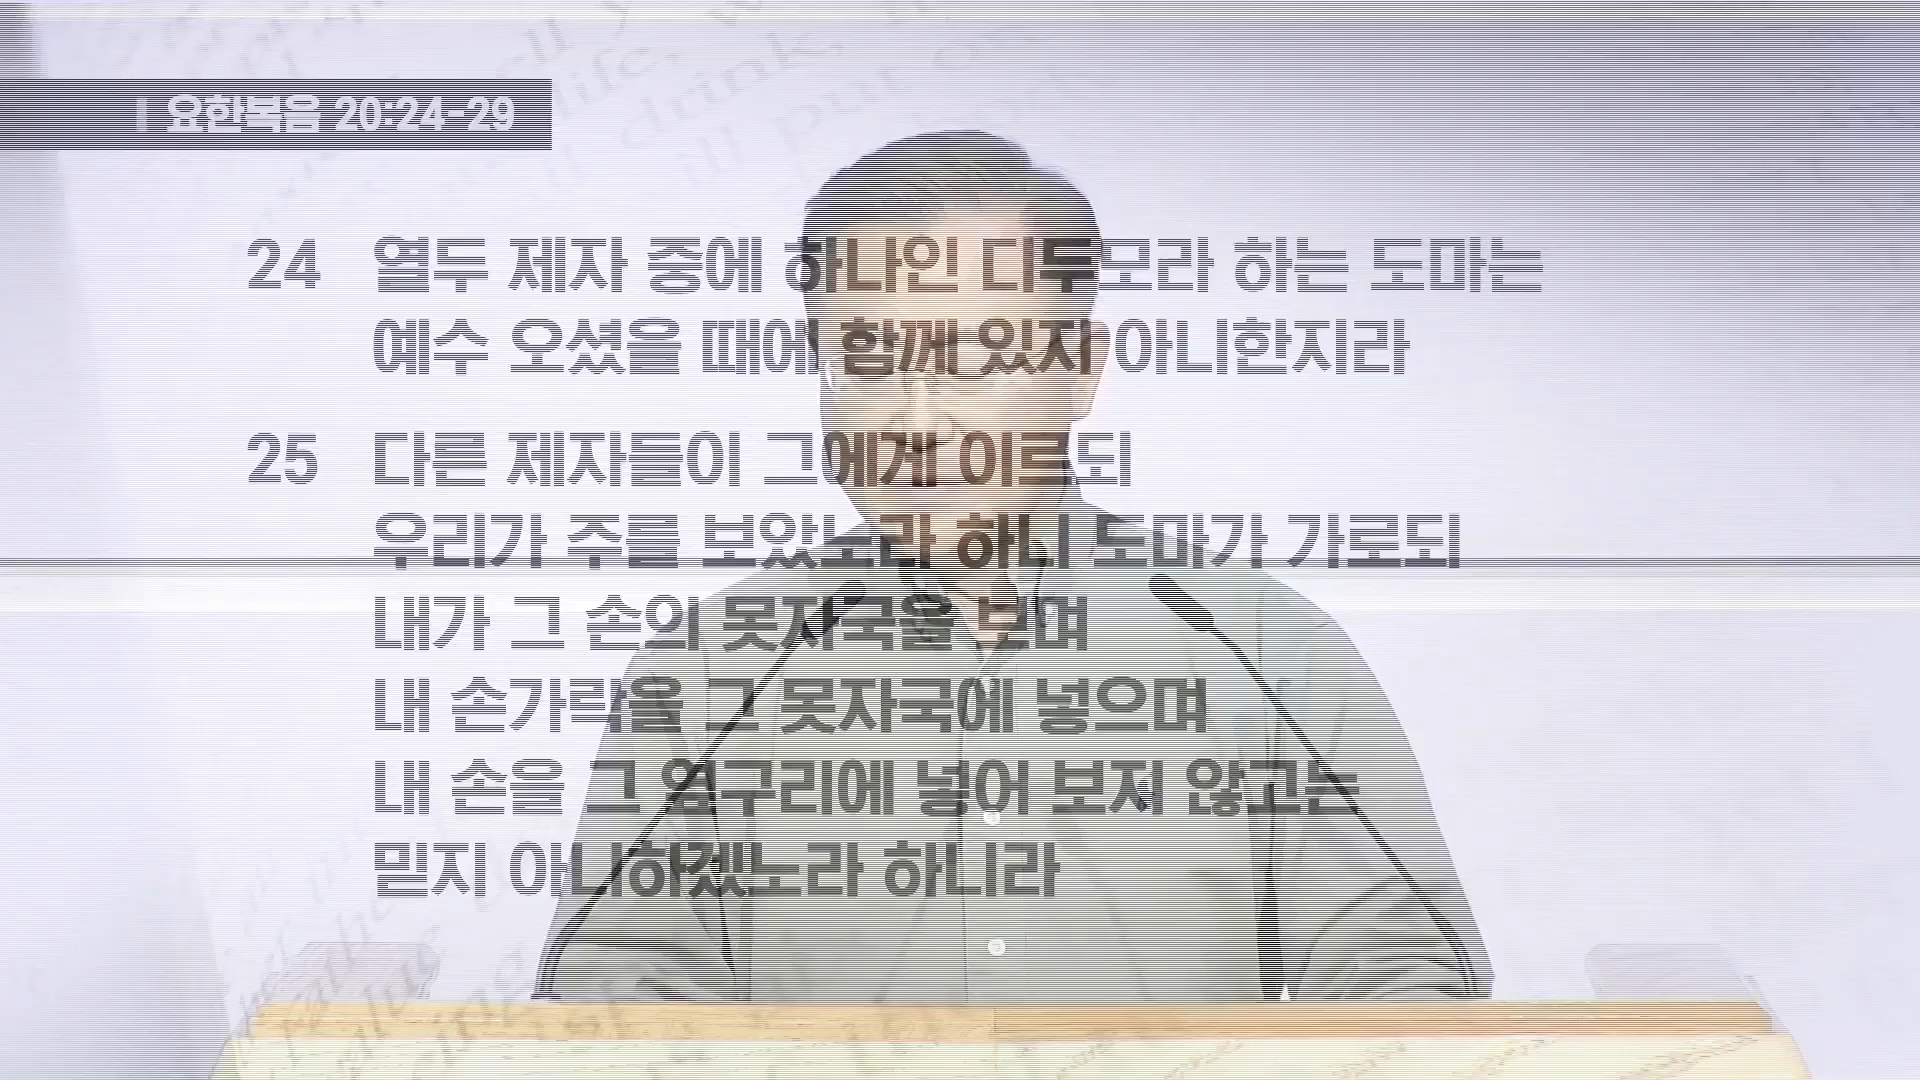 요한복음 20:24-29
24 열두 제자 중에 하나인 디두모라 하는 도마는
예수 오셨을 때에 함께 있지 아니한지라
25 다른 제자들이 그에게 이르되
우리가 주를 보았노라 하니 도마가 가로되
내가 그 손의 못자국을 보며
내 손가락을 그 못자국에 넣으며
내 손을 그 옆구리에 넣어 보지 않고는
믿지 아니하겠노라 하니라